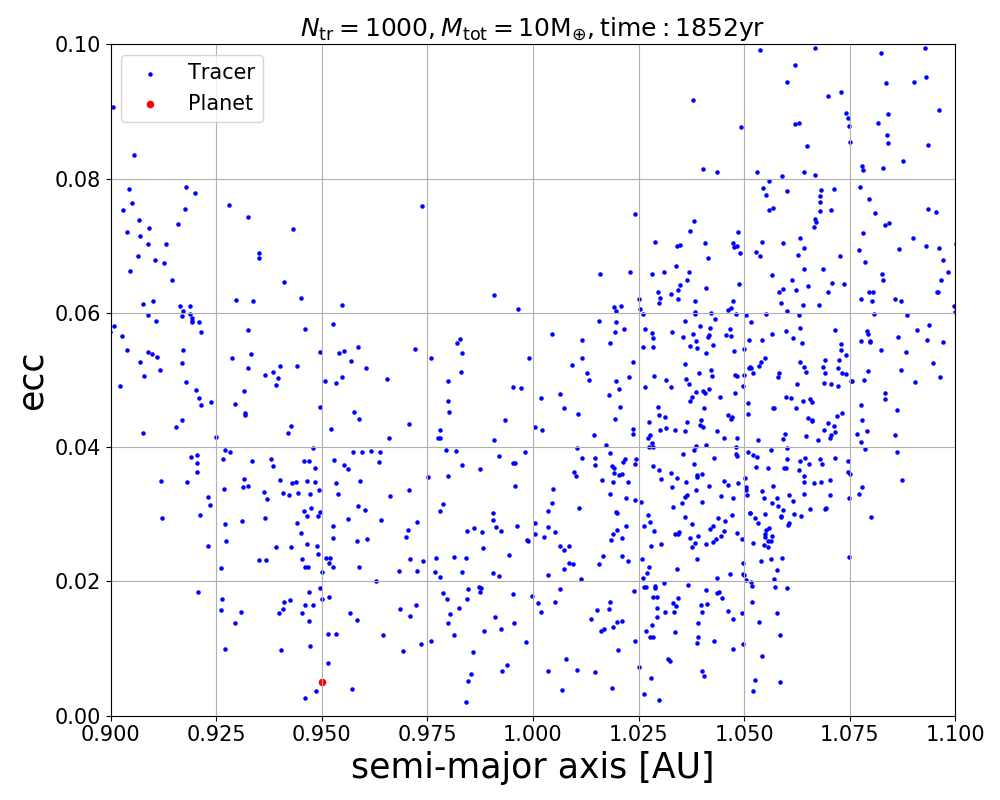 N_tr = 1000, M_tot = 10M_⊕, time : 1852yr
Tracer
Planet
0.10
0.08
0.06
0.04
0.02
0.00
ecc
0.900 0.925 0.950 0.975 1.000 1.025 1.050 1.075 1.100
semi-major axis [AU]